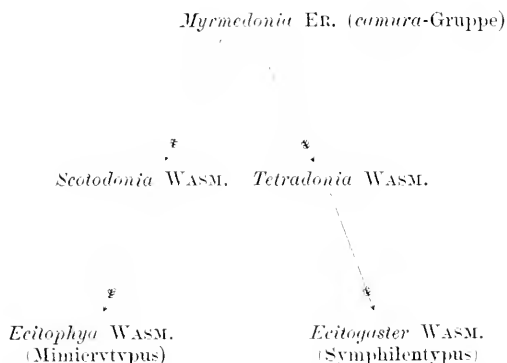 Myrmedonia ER. (camura-Gruppe)
Scotodonia WASM. Tetradonia WASM.
Ecitophya WASM. Ecitogaster WASM.
(Mimicrytypus) (Symphilentypus)